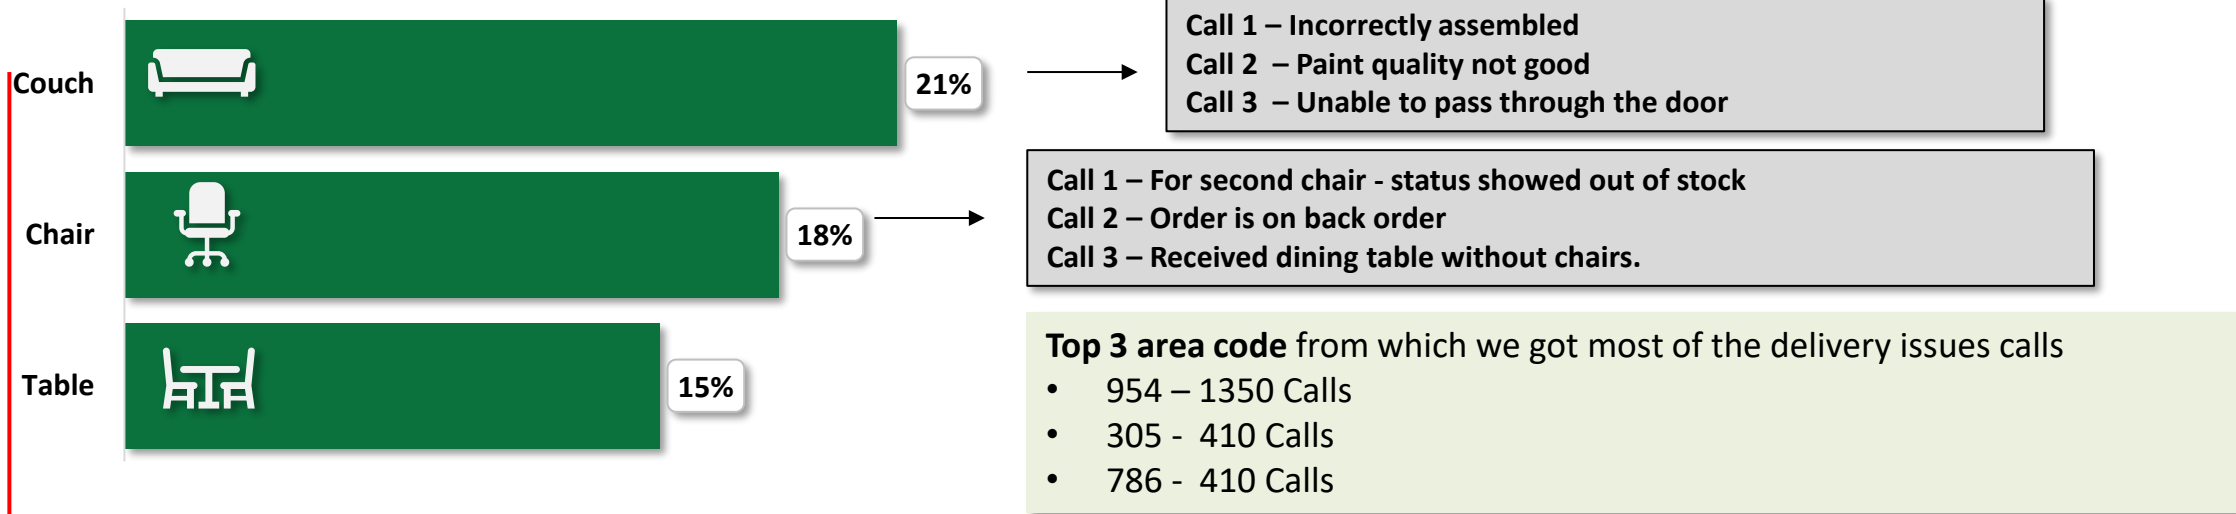 Couch
21%
Call 1 – Incorrectly assembled
Call 2  – Paint quality not good
Call 3  – Unable to pass through the door
Chair
18%
Call 1 – For second chair - status showed out of stock
Call 2 – Order is on back order
Call 3 – Received dining table without chairs.
Table
15%
Top 3 area code from which we got most of the delivery issues calls
• 954 – 1350 Calls
• 305 -  410 Calls
• 786 -  410 Calls